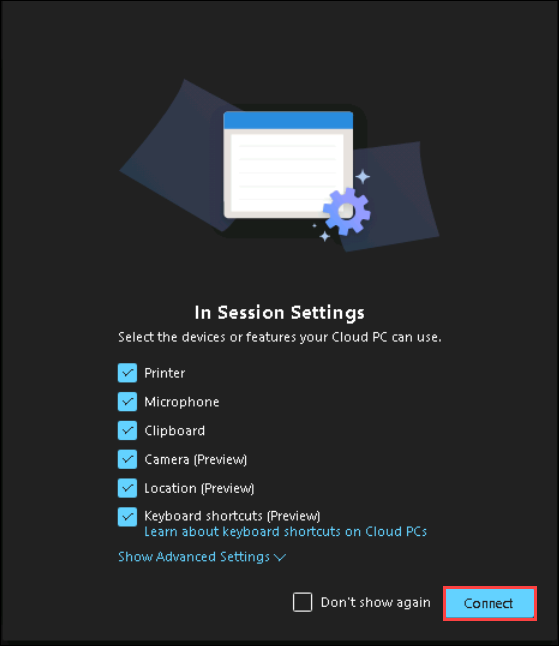 In Session Settings
Select the devices or features your Cloud PC can use.
Printer
Microphone
Clipboard
Camera (Preview)
Location (Preview)
Keyboard shortcuts (Preview)
Learn about keyboard shortcuts on Cloud PCs
Show Advanced Settings
Don't show again
Connect